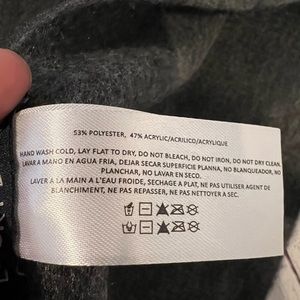 53% POLYESTER, 47% ACRYLIC/ACRILICO/ACRYLIQUE
HAND WASH COLD, LAY FLAT TO DRY, DO NOT BLEACH, DO NOT IRON, DO NOT DRY CLEAN.
LAVAR A MANO EN AGUA FRÍA, DEJAR SECAR SUPERFICIE PLANA, NO BLANQUEADOR, NO
PLANCHAR, NO LAVAR EN SECO.
LAVER A LA MAIN A L'EAU FROIDE, SECHAGE A PLAT, NE PAS UTILISER D'AGENT DE
BLANCHIMENT, NE PAS REPASSER, NE PAS NETTOYER A SEC.